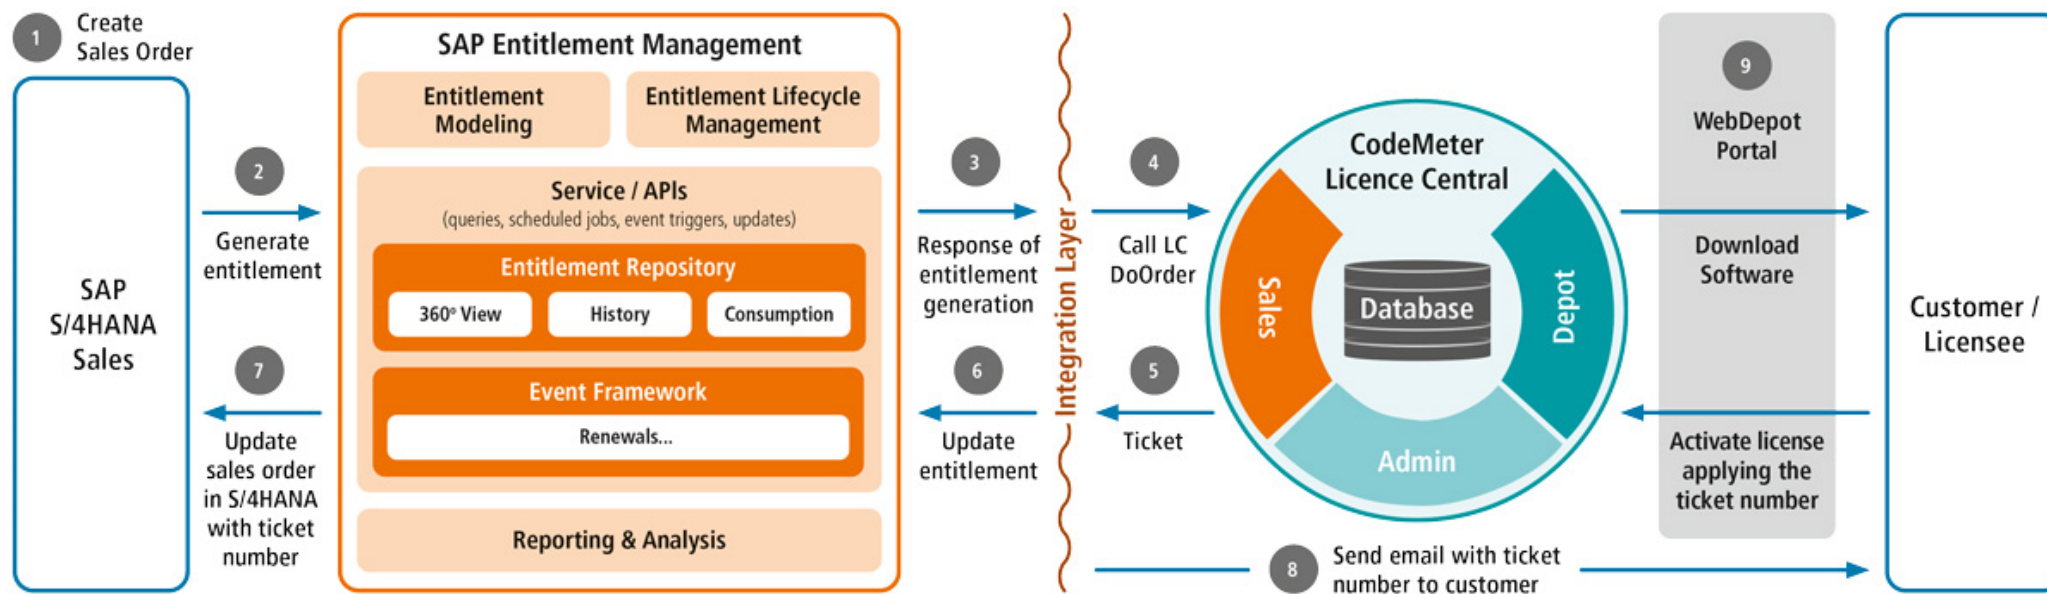 1
Create
Sales Order
SAP
S/4HANA
Sales
2
Generate
entitlement
7
Update
sales order
in S/4HANA
with ticket
number
SAP Entitlement Management
Entitlement
Modeling
Entitlement Lifecycle
Management
Service / APIs
(queries, scheduled jobs, event triggers, updates)
Entitlement Repository
360° View
History
Consumption
Event Framework
Renewals...
Reporting & Analysis
3
Response of
entitlement
generation
6
Update
entitlement
Integration Layer
4
Call LC
DoOrder
5
Ticket
CodeMeter
Licence Central
Sales
Database
Depot
Admin
8
Send email with ticket
number to customer
9
WebDepot
Portal
Download
Software
Activate license
applying the
ticket number
Customer /
Licensee